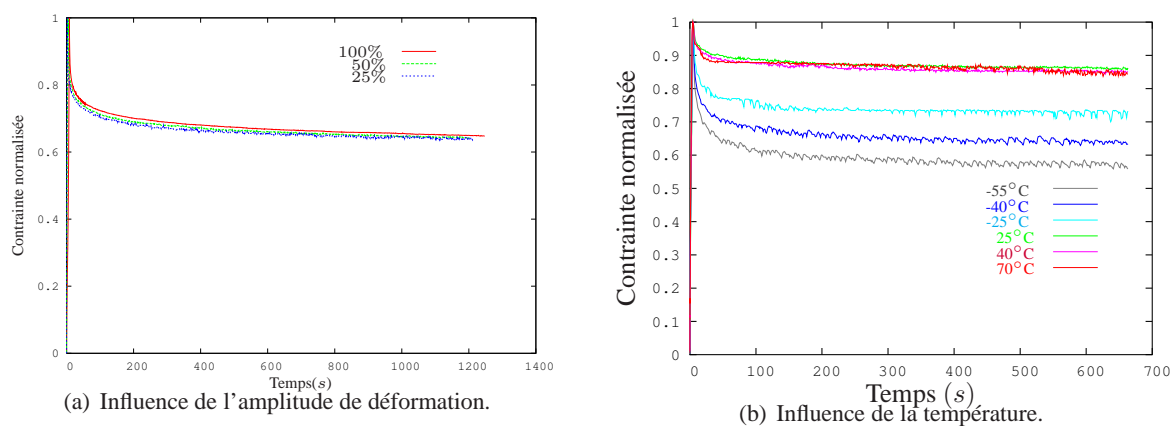 1
0.8
0.6
0.4
0.2
0
0 200 400 600 800 1000 1200 1400
Contrainte normalisée
Temps(s)
100%
50%
25%
(a) Influence de l'amplitude de déformation.
1
0.9
0.8
0.7
0.6
0.5
0.4
0.3
0.2
0.1
0
0 100 200 300 400 500 600 700
Contrainte normalisée
Temps (s)
-55°C
-40°C
-25°C
25°C
40°C
70°C
(b) Influence de la température.